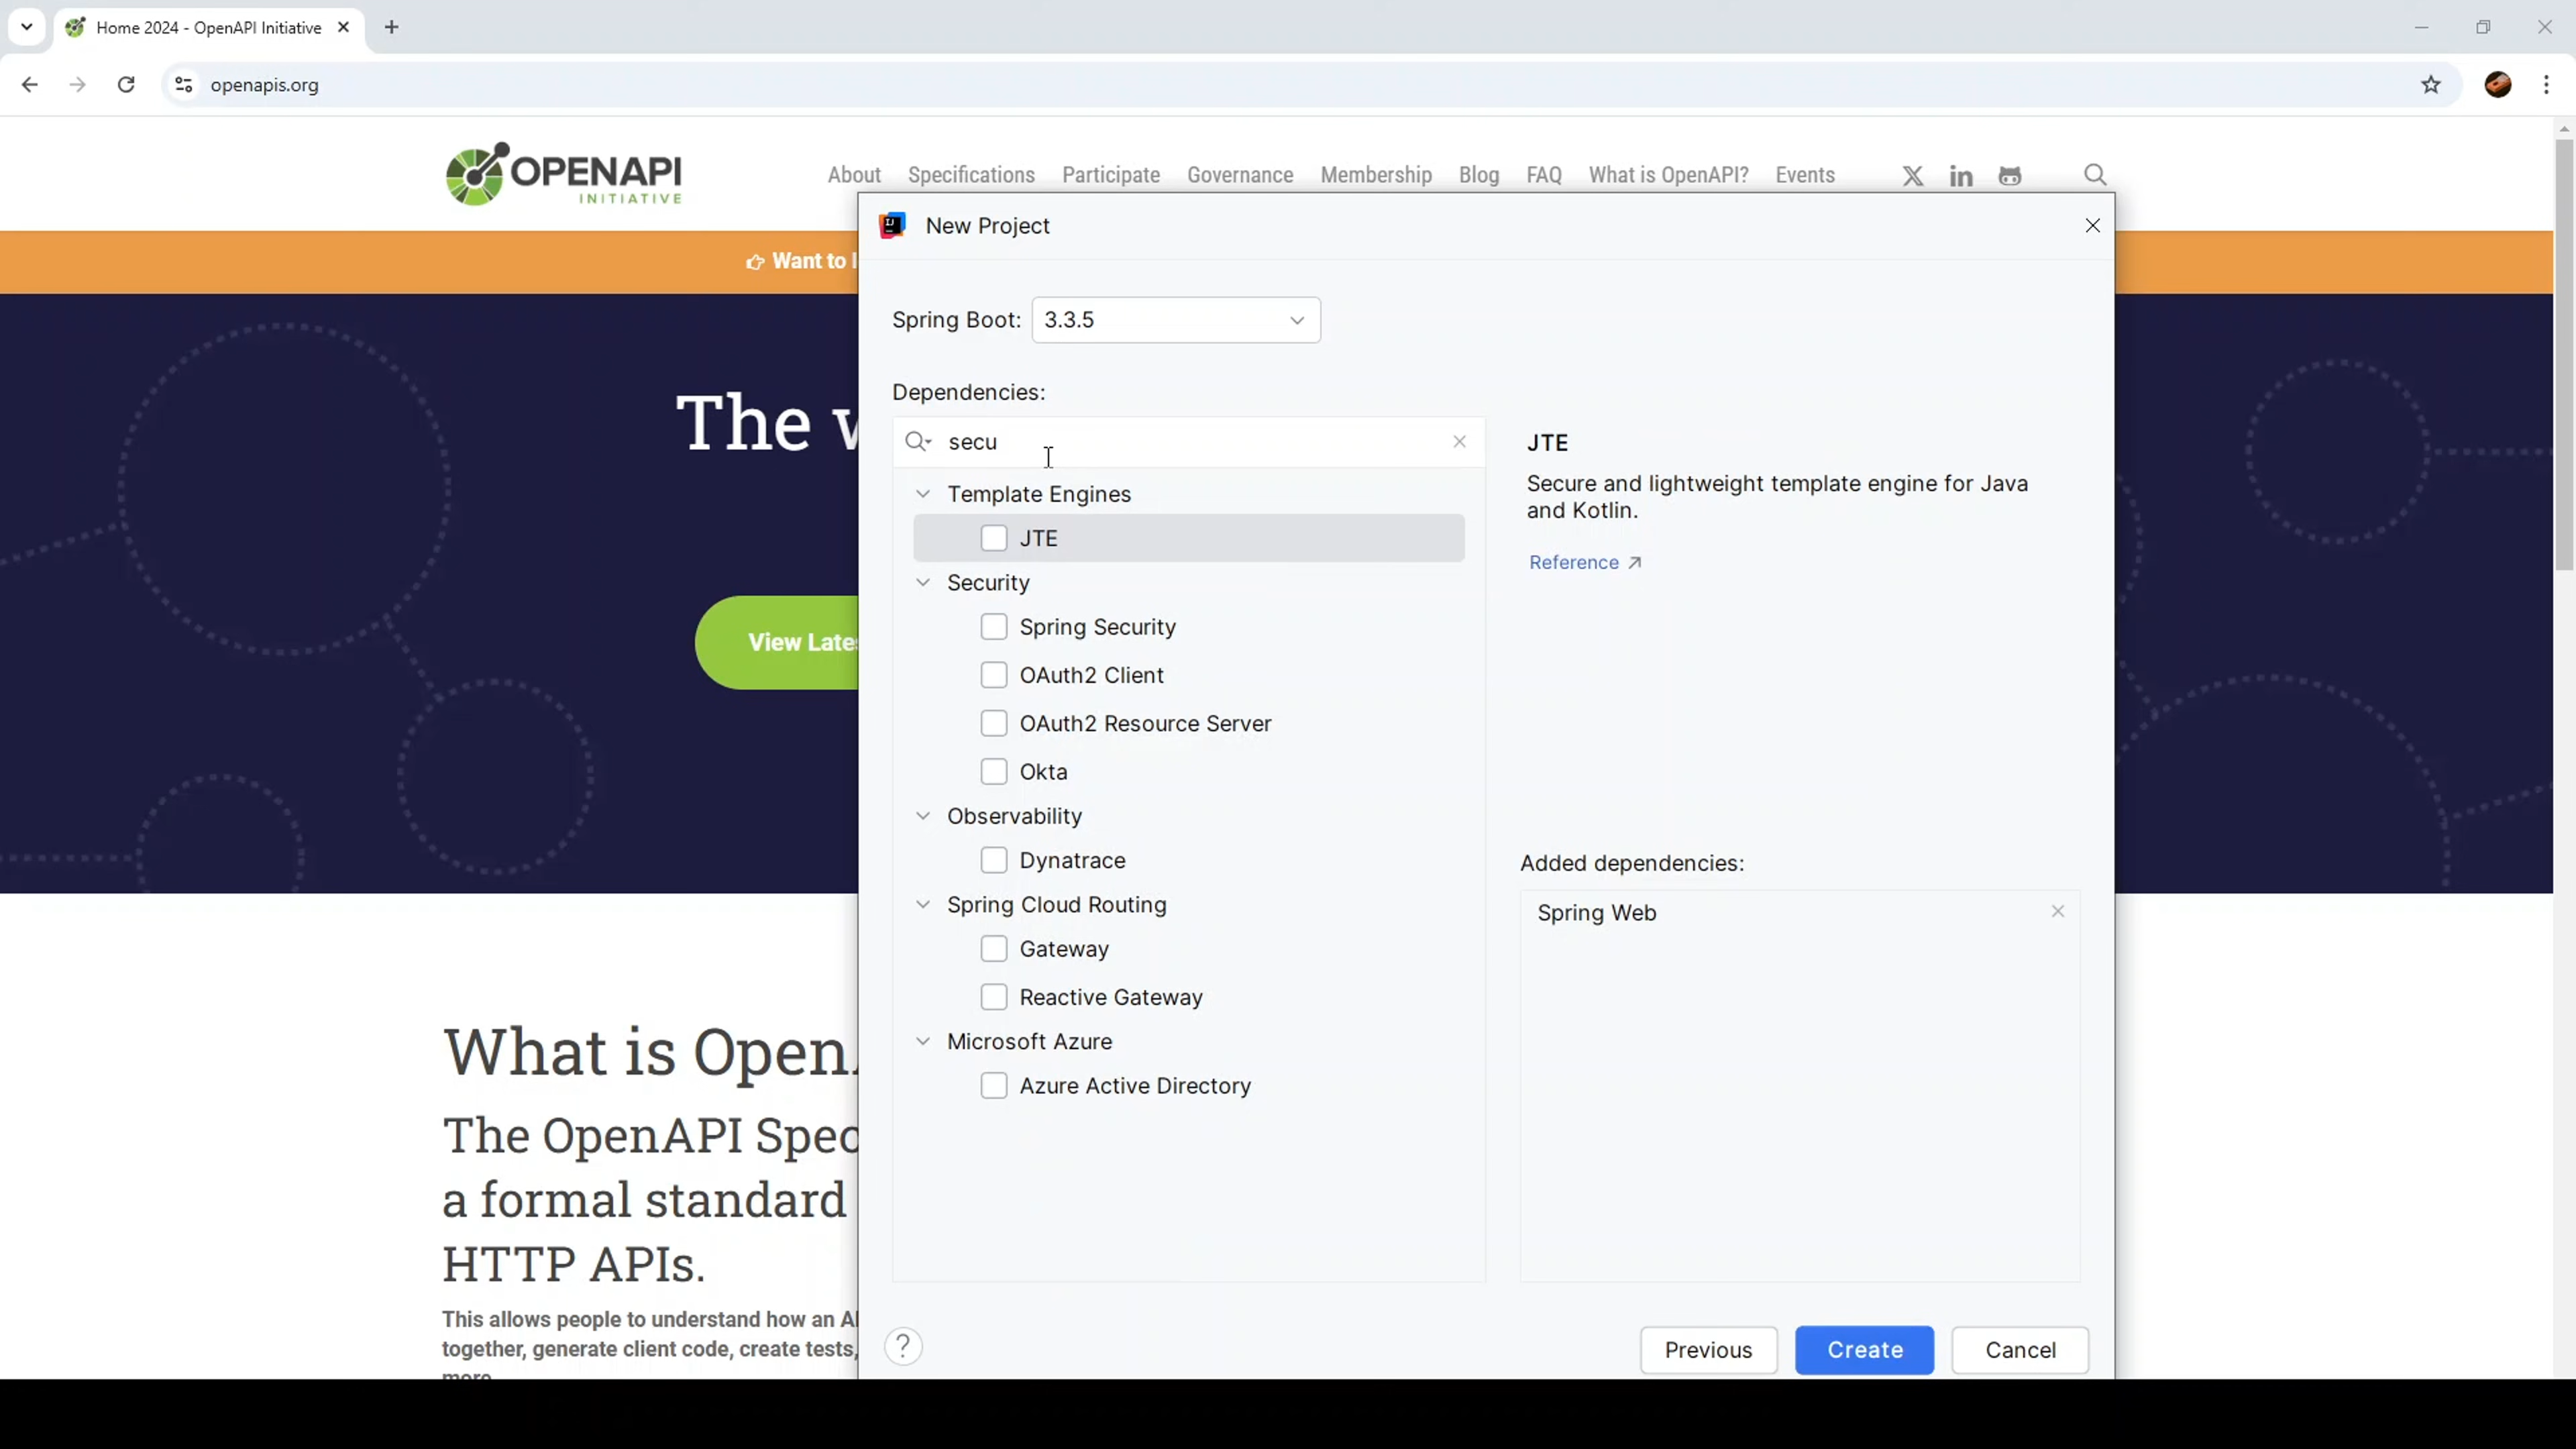 Home 2024 - OpenAPI Initiative
openapis.org
OPENAPI
INITIATIVE
About Specifications Participate Governance Membership Blog FAQ What is OpenAPI? Events
Want to
The
View
What is Open
The OpenAPI Spec
a formal standard
HTTP APIs.
This allows people to understand how an
together, generate client code, create tests,
more
New Project
Spring Boot: 3.3.5
Dependencies:
secu
Template Engines
JTE
Security
Spring Security
OAuth2 Client
OAuth2 Resource Server
Okta
Observability
Dynatrace
Spring Cloud Routing
Gateway
Reactive Gateway
Microsoft Azure
Azure Active Directory
JTE
Secure and lightweight template engine for Java
and Kotlin.
Reference
Added dependencies:
Spring Web
?
Previous Create Cancel